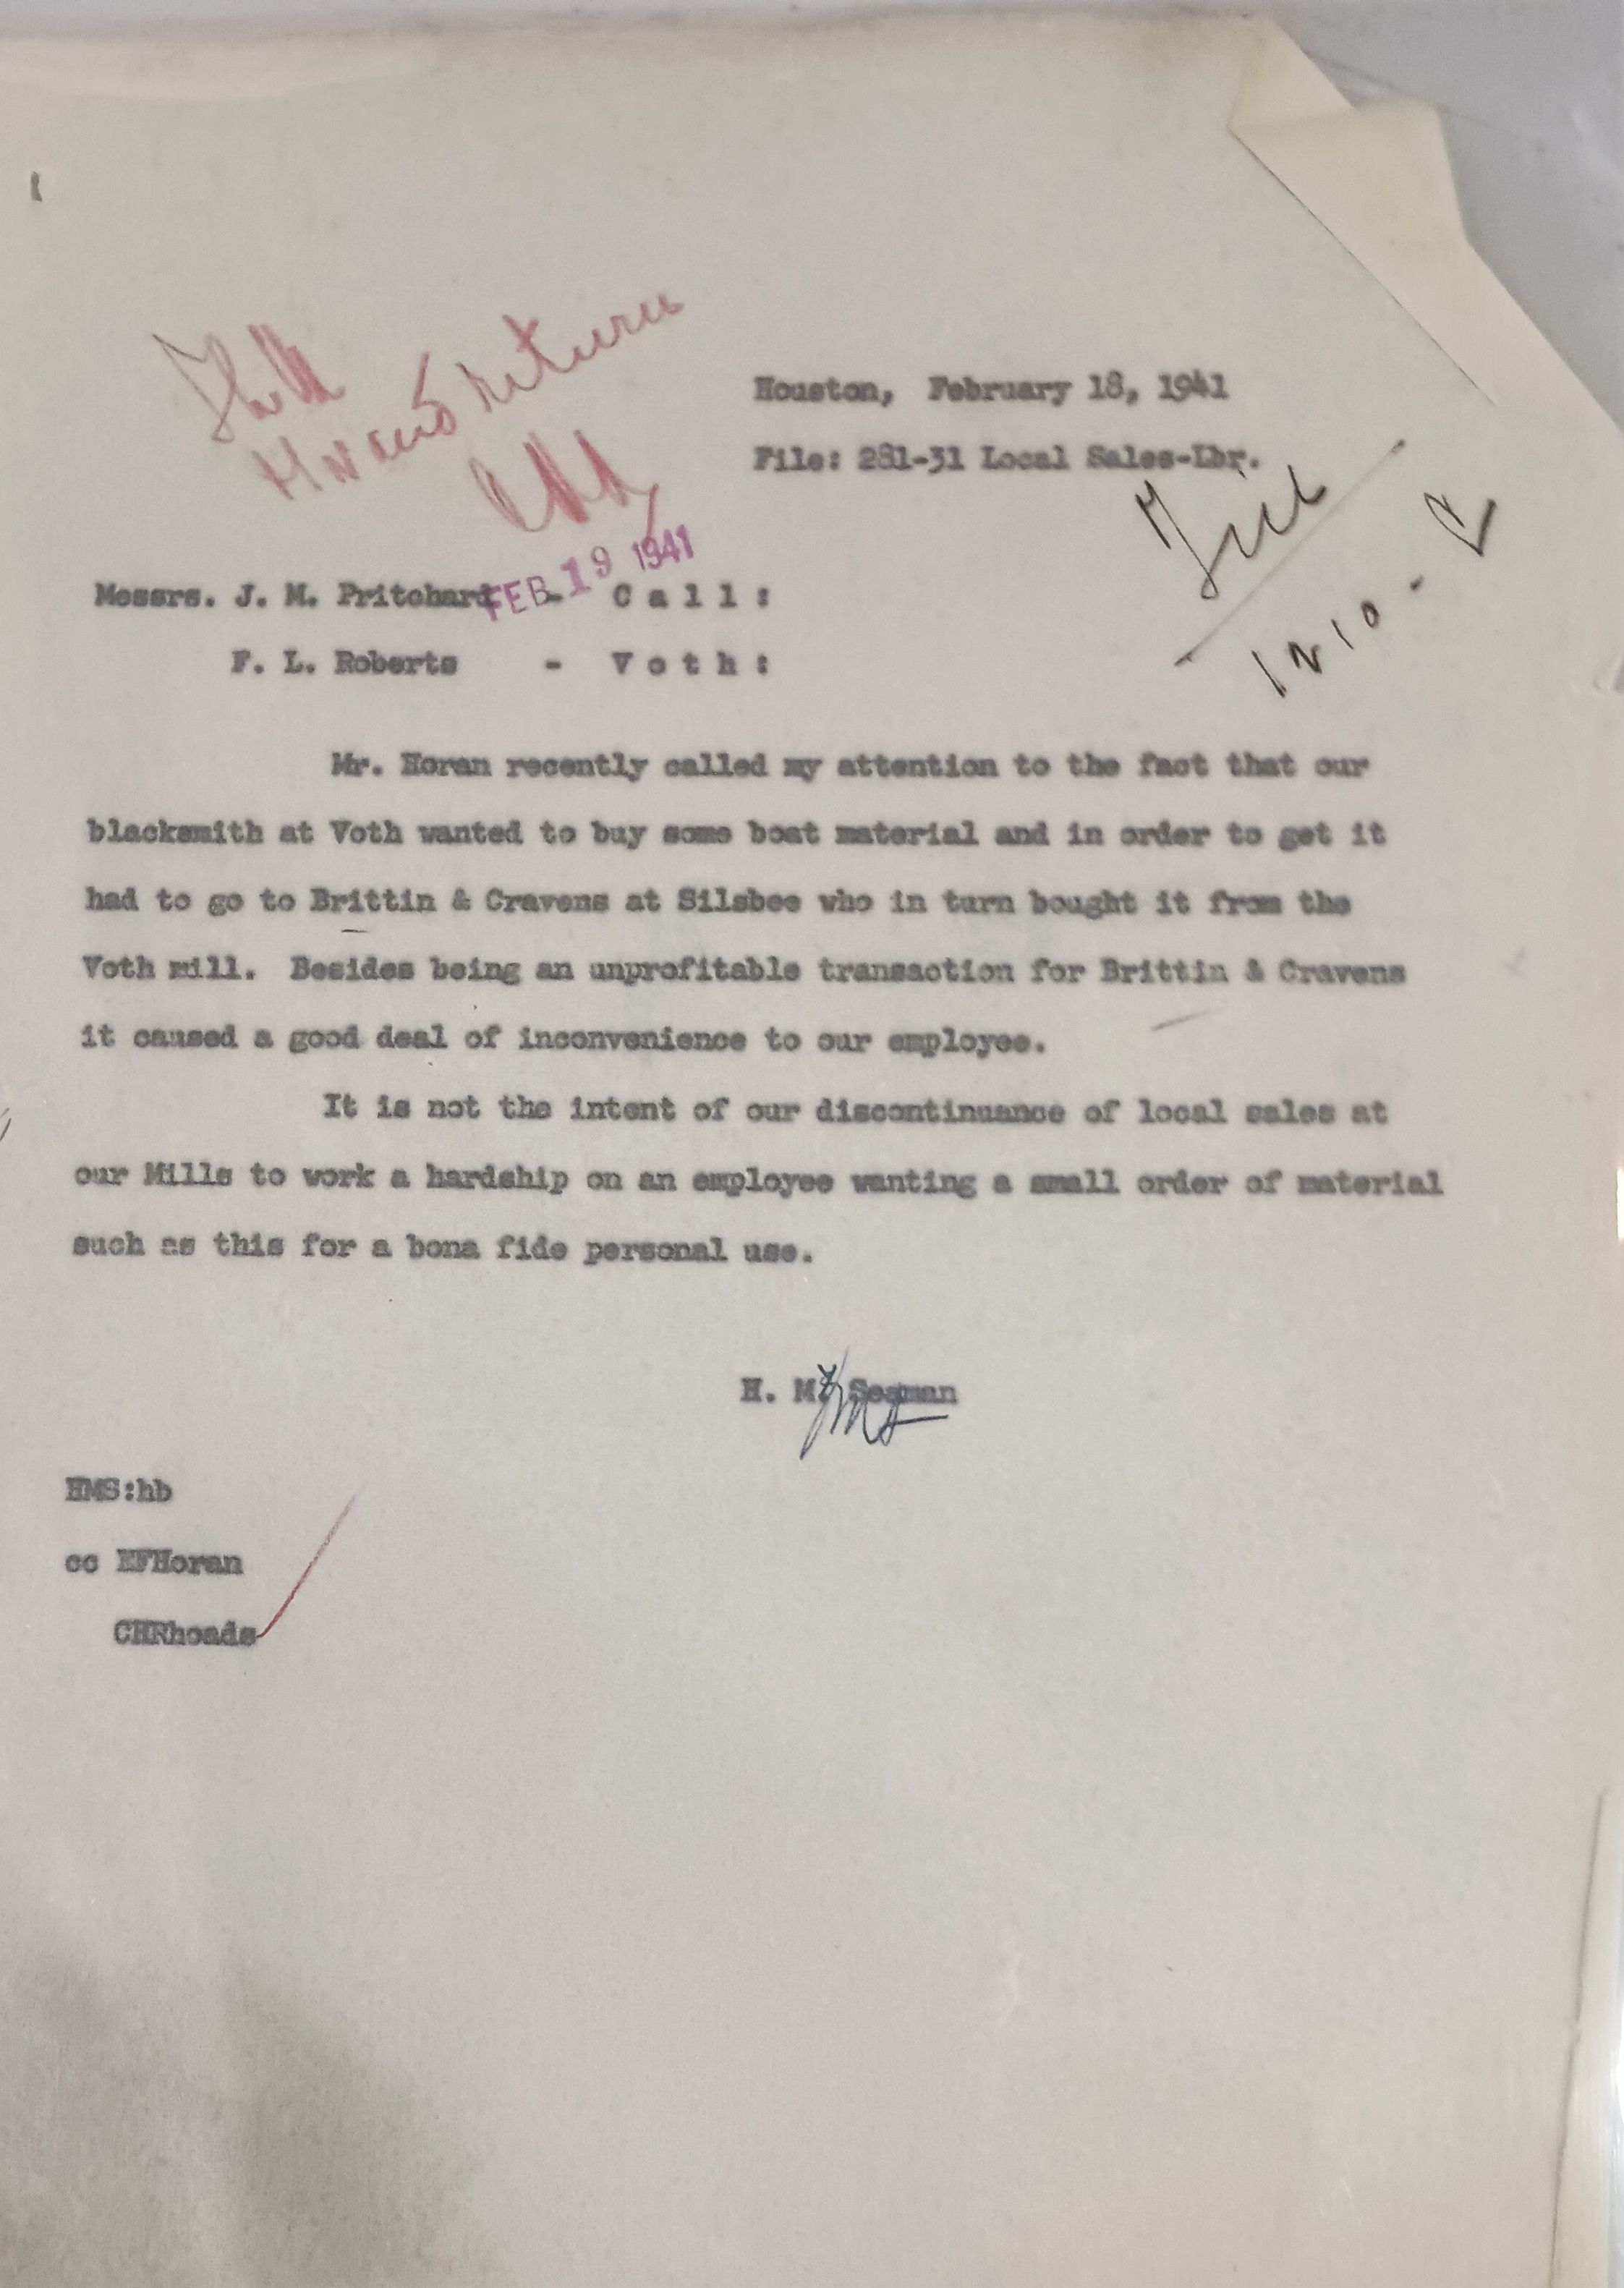 Houston, February 18, 1941
File: 281-31 Local Sales-Lbr.
File
1210-C
FEB 19 1941
Messrs. J. M. Pritchard - C a l l :
F. L. Roberts - V o t h :
Mr. Horan recently called my attention to the fact that our
blacksmith at Voth wanted to buy some boat material and in order to get it
had to go to Brittin & Cravens at Silsbee who in turn bought it from the
Voth mill. Besides being an unprofitable transaction for Brittin & Cravens
it caused a good deal of inconvenience to our employee.
It is not the intent of our discontinuance of local sales at
our Mills to work a hardship on an employee wanting a small order of material
such as this for a bona fide personal use.
H. M. Seaman
HMS
HMS:hb
cc EFHoran
CHRhoads